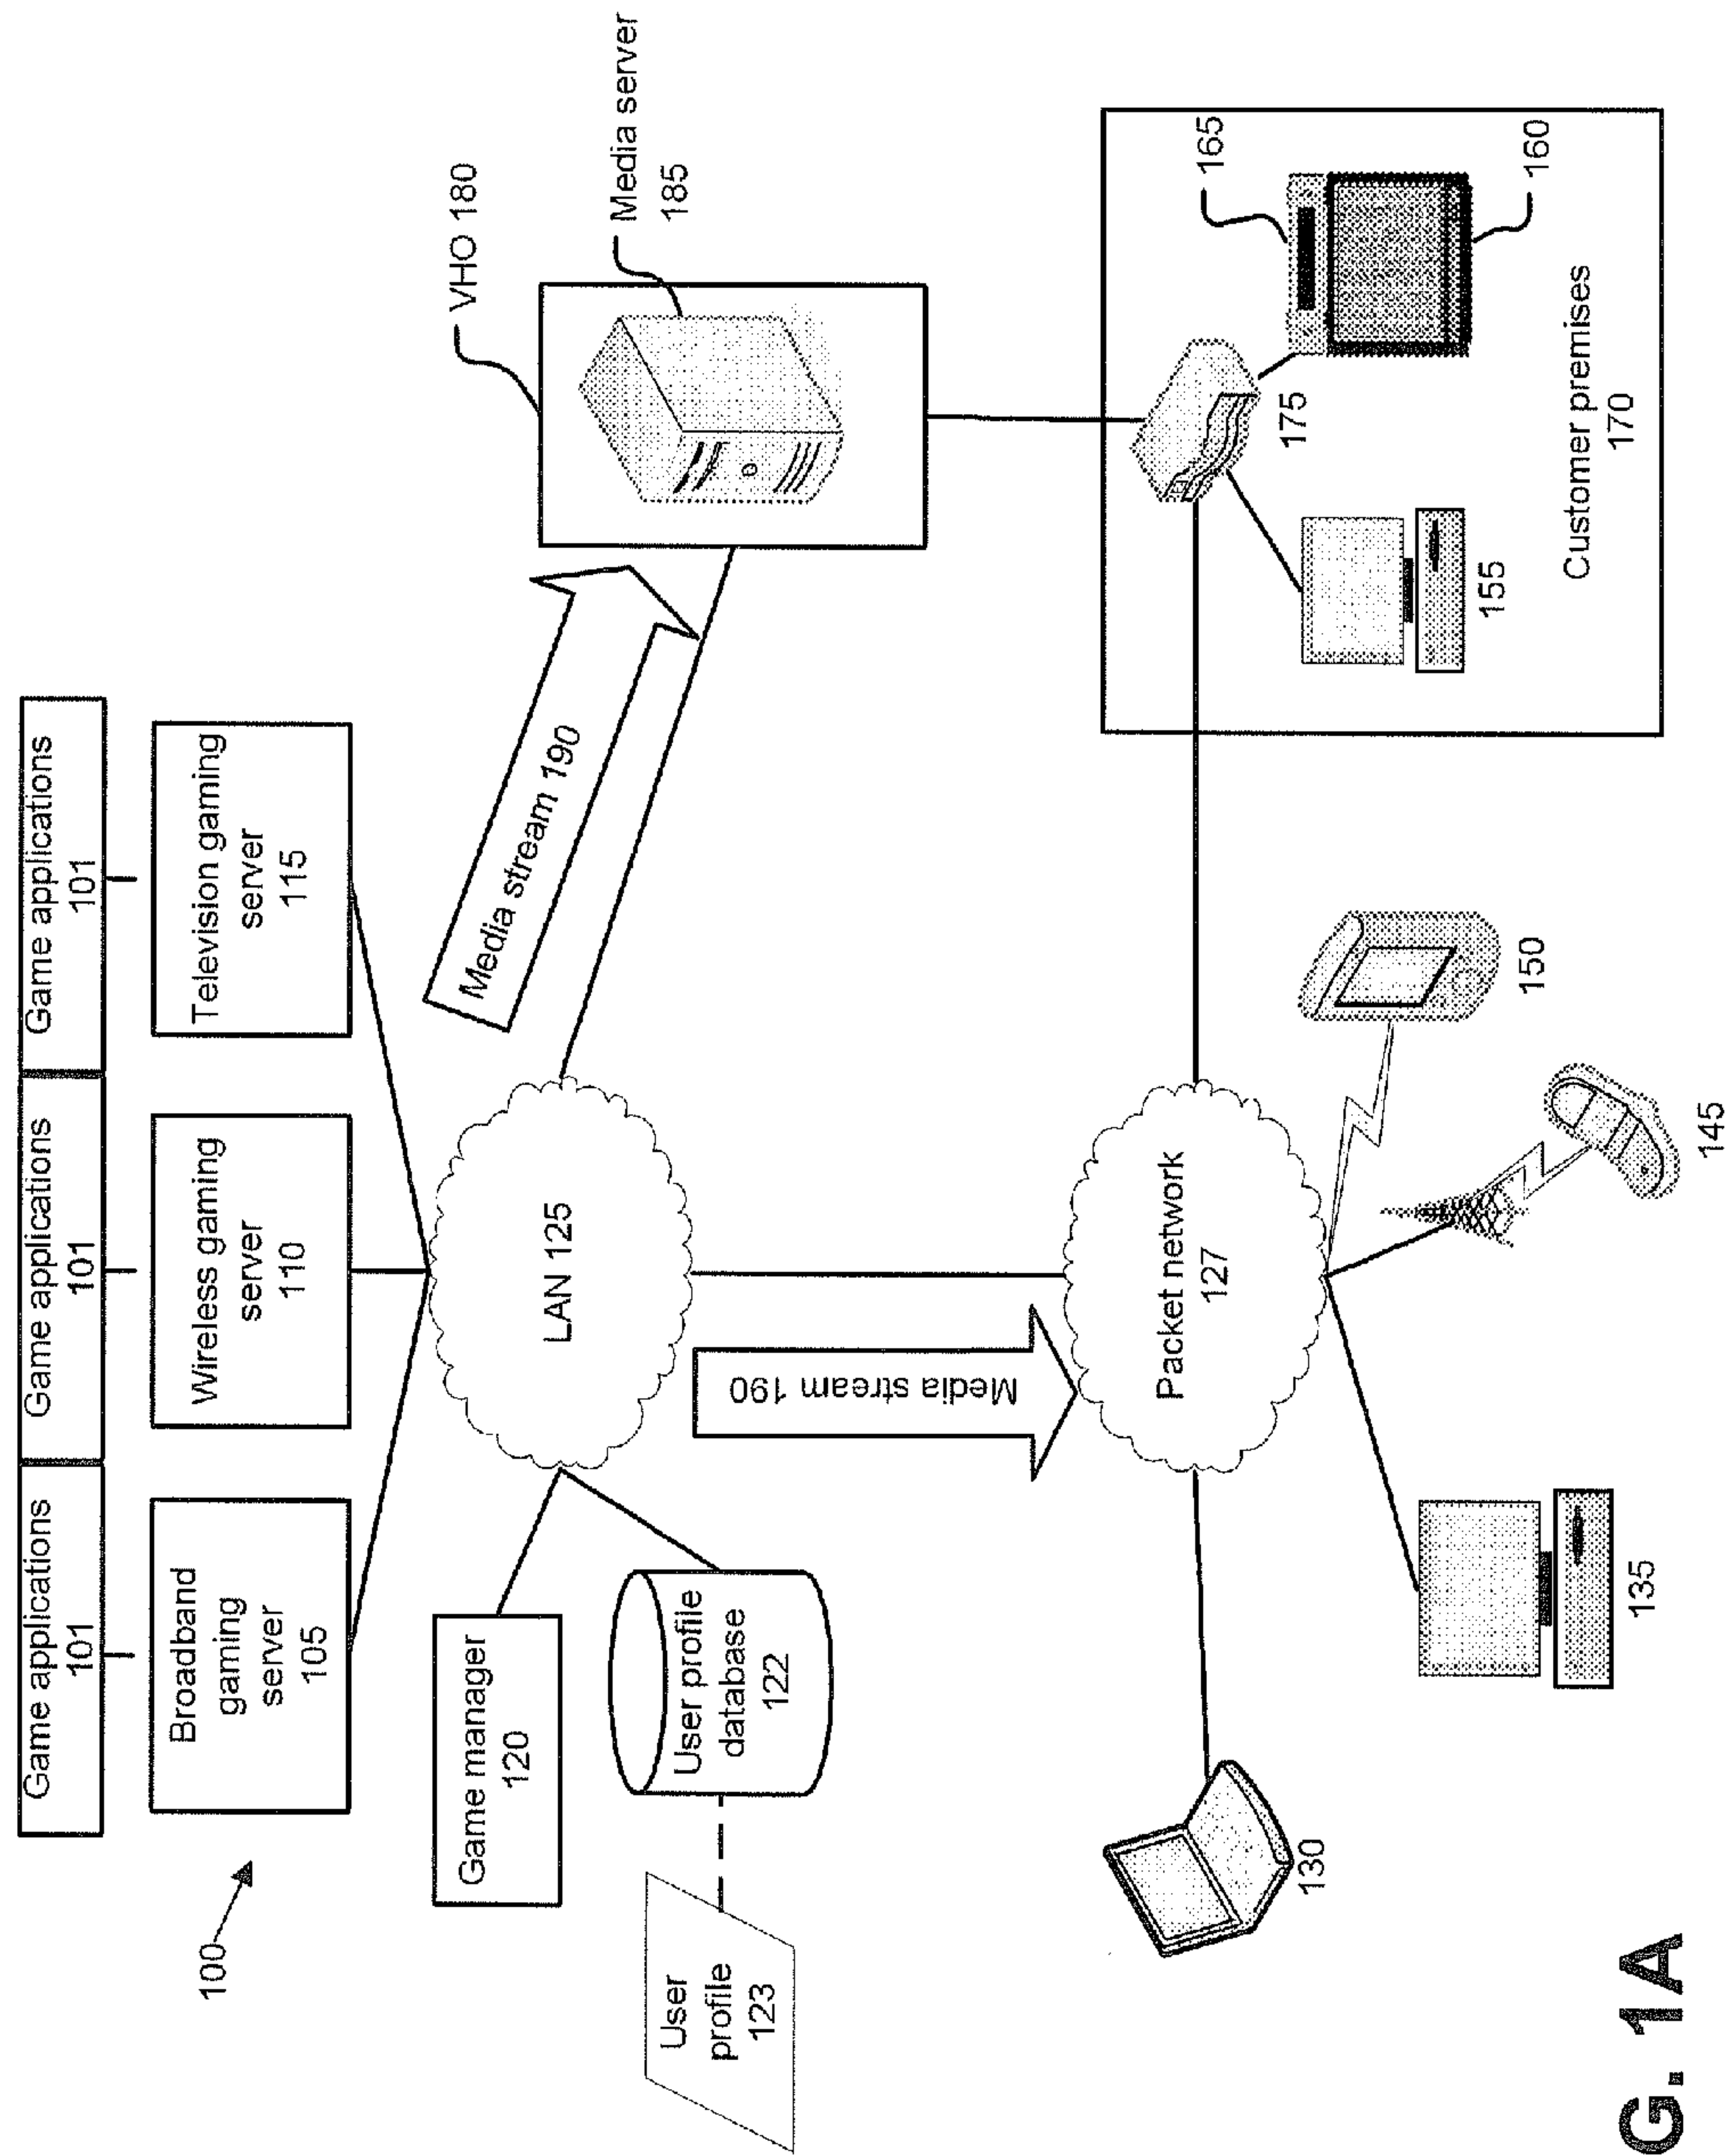 Game applications
101
Game applications
101
Game applications
101
100
Broadband
gaming
server
105
Wireless gaming
server
110
Television gaming
server
115
Game manager
120
User profile
database
122
User
profile
123
LAN 125
Media stream 190
Media stream 190
VHO 180
Media server
185
Packet network
127
130
135
145
150
155
175
165
160
Customer premises
170
G. 1A